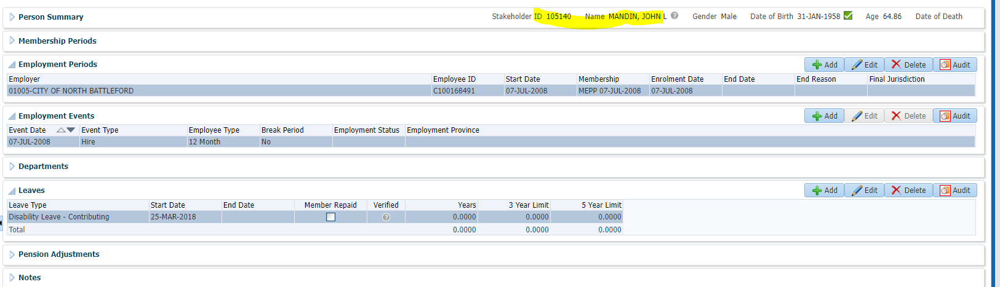 Person Summary Stakeholder ID 105140 Name MANDIN, JOHN L Gender Male Date of Birth 31-JAN-1958 Age 64.86 Date of Death
Membership Periods
Employment Periods Add Edit Delete Audit
Employer Employee ID Start Date Membership Enrolment Date End Date End Reason Final Jurisdiction
01005-CITY OF NORTH BATTLEFORD C100168491 07-JUL-2008 MEPP 07-JUL-2008 07-JUL-2008
Employment Events Add Edit Delete Audit
Event Date Event Type Employee Type Break Period Employment Status Employment Province
07-JUL-2008 Hire 12 Month No
Departments
Leaves Add Edit Delete Audit
Leave Type Start Date End Date Member Repaid Verified Years 3 Year Limit 5 Year Limit
Disability Leave - Contributing 25-MAR-2018 0.0000 0.0000 0.0000
Total 0.0000 0.0000 0.0000
Pension Adjustments
Notes